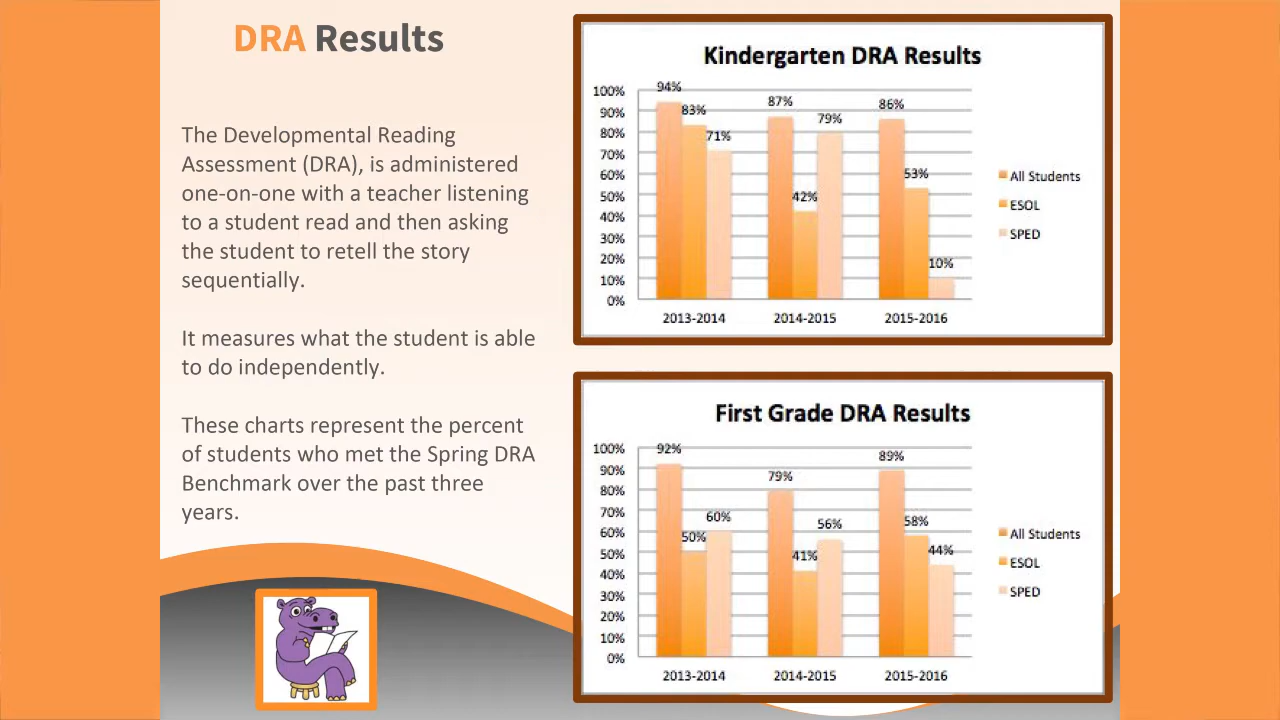 DRA Results
The Developmental Reading
Assessment (DRA), is administered
one-on-one with a teacher listening
to a student read and then asking
the student to retell the story
sequentially.
It measures what the student is able
to do independently.
These charts represent the percent
of students who met the Spring DRA
Benchmark over the past three
years.
Kindergarten DRA Results
100%
90%
80%
70%
60%
50%
40%
30%
20%
10%
0%
94%
83%
71%
87%
42%
79%
86%
53%
10%
2013-2014
2014-2015
2015-2016
All Students
ESOL
SPED
First Grade DRA Results
100%
90%
80%
70%
60%
50%
40%
30%
20%
10%
0%
92%
50%
60%
79%
41%
56%
89%
58%
44%
2013-2014
2014-2015
2015-2016
All Students
ESOL
SPED